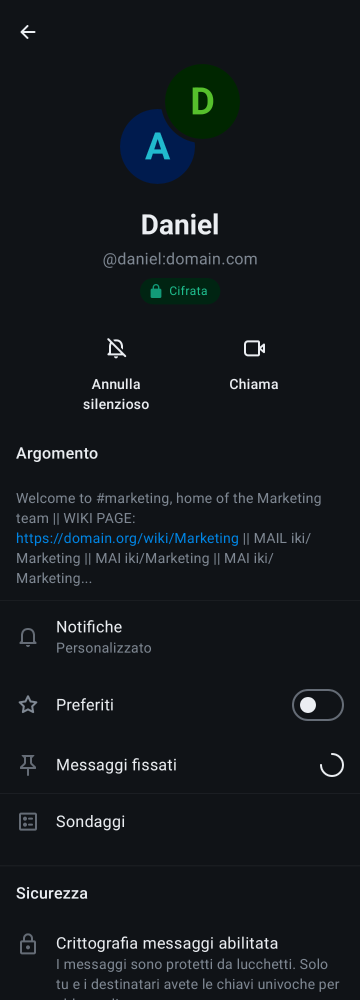 D
A
Daniel
@daniel:domain.com
Cifrata
Annulla
silenzioso
Chiama
Argomento
Welcome to #marketing, home of the Marketing
team || WIKI PAGE:
https://domain.org/wiki/Marketing || MAIL iki/
Marketing || MAI iki/Marketing || MAI iki/
Marketing...
Notifiche
Personalizzato
Preferiti
Messaggi fissati
Sondaggi
Sicurezza
Crittografia messaggi abilitata
I messaggi sono protetti da lucchetti. Solo
tu e i destinatari avete le chiavi univoche per